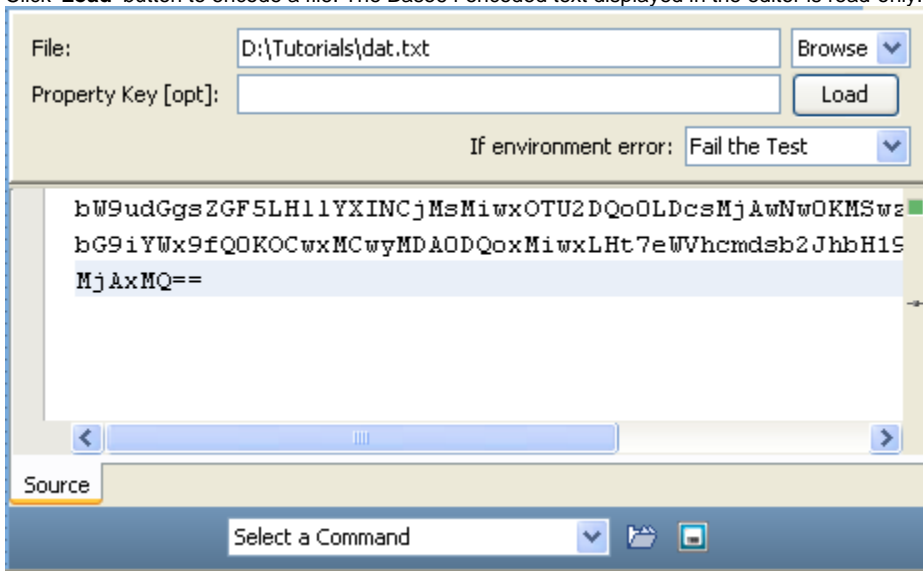 Click 'Load' button to encode a file. The Base64 encoded text displayed in the editor is read-only.
File:
D:\Tutorials\dat.txt
Browse
Property Key [opt]:
Load
If environment error:
Fail the Test
bW9udGgsZGF5LHllYXINCjMsMiwxOTU2DQo0LDcsMjAwNw0KMSwz
bG9iYWx9fQ0KOCwxMCwyMDA0DQoxMiwxLHt7eWVhcmdsb2JhbH19
MjAxMQ==
Source
Select a Command